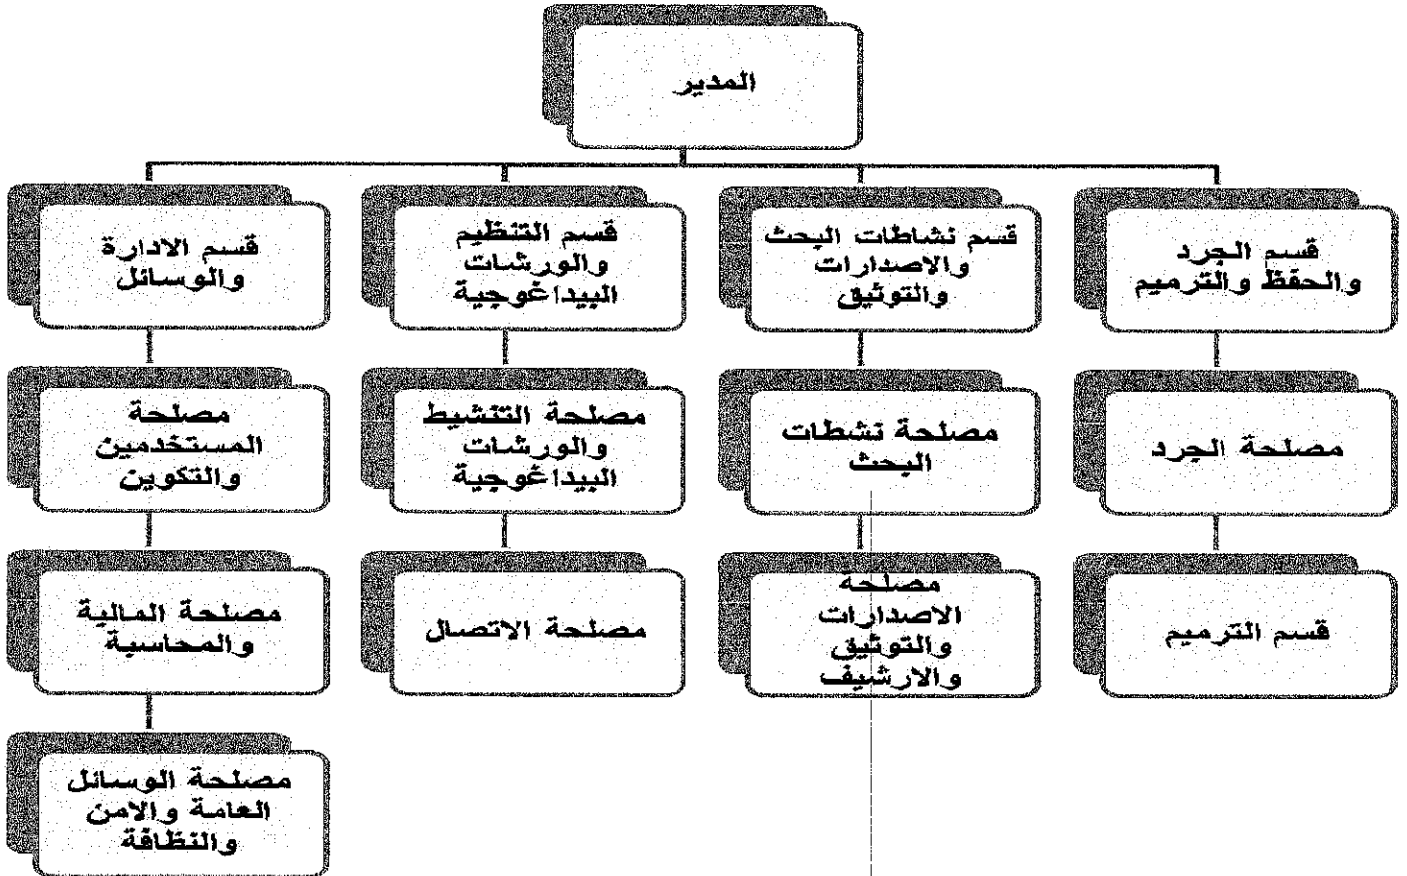 المدير
قسم الجرد
والحفظ والترميم
قسم نشاطات البحث
والاصدارات
والتوثيق
قسم التنظيم
والورشات
البيداغوجية
قسم الادارة
والوسائل
مصلحة الجرد
مصلحة نشطات
البحث
مصلحة التنشيط
والورشات
البيداغوجية
مصلحة
المستخدمين
والتكوين
قسم الترميم
مصلحة
الاصدارات
والتوثيق
والارشيف
مصلحة الاتصال
مصلحة المالية
والمحاسبة
مصلحة الوسائل
العامة والامن
والنظافة